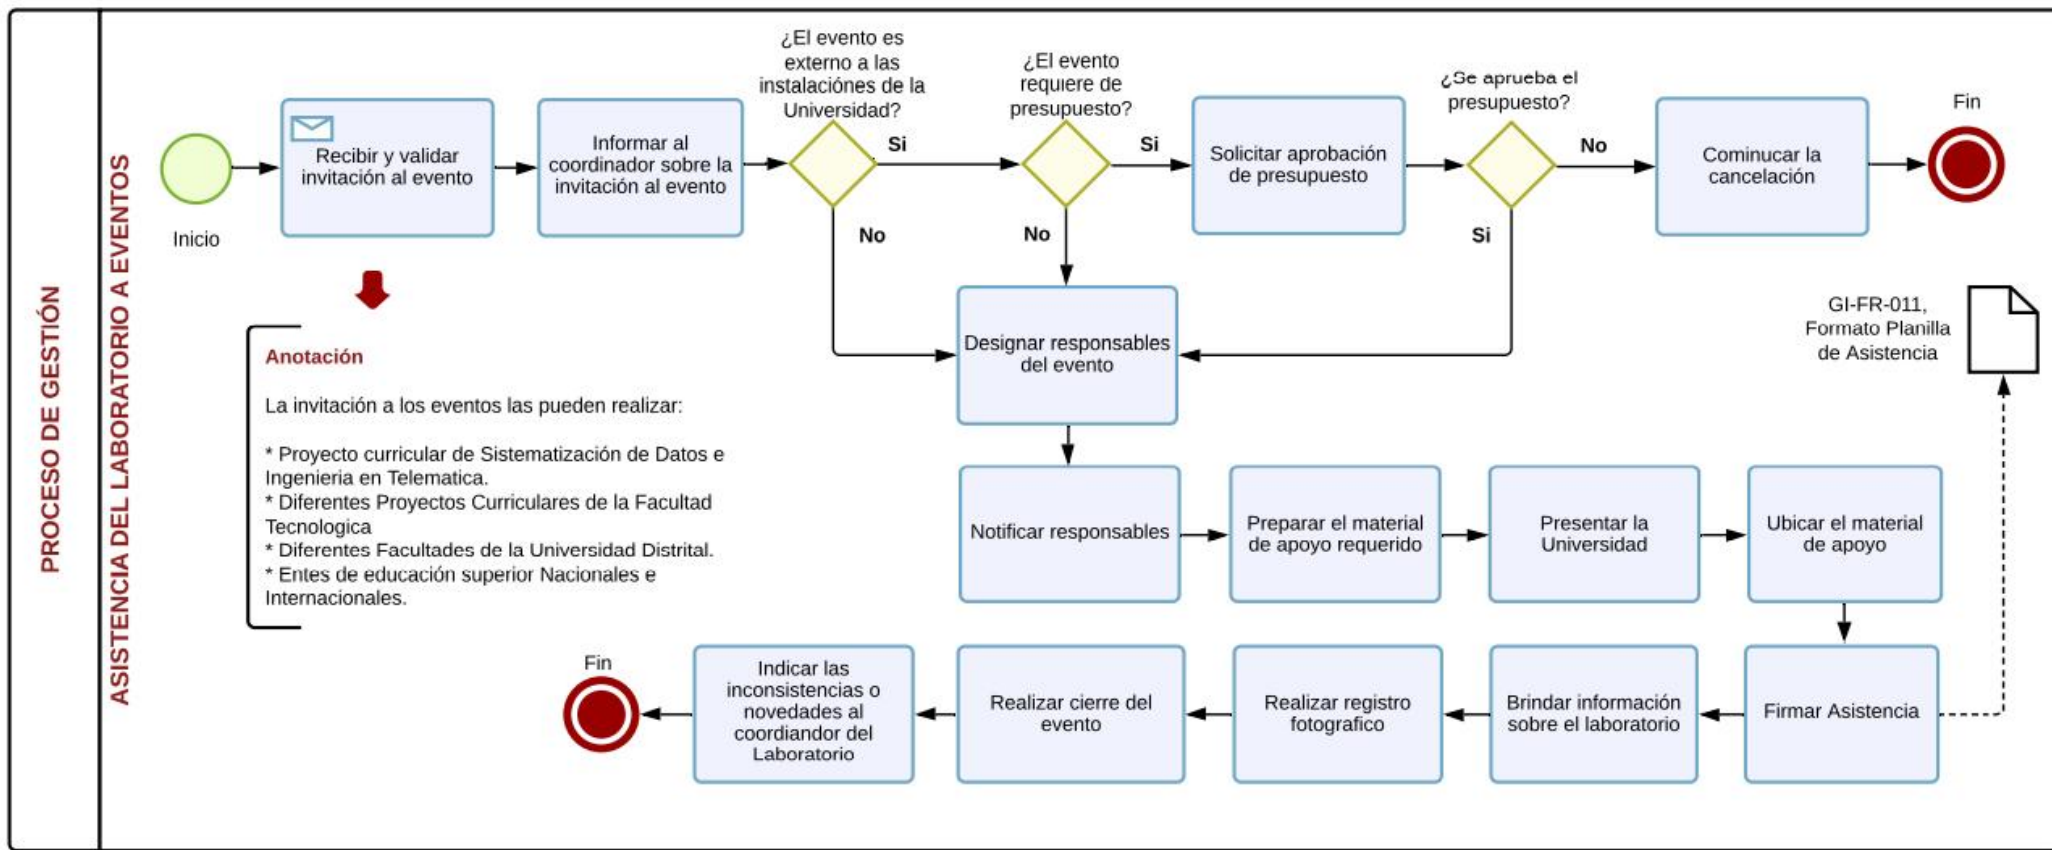 PROCESO DE GESTIÓN
ASISTENCIA DEL LABORATORIO A EVENTOS
Inicio
Recibir y validar
invitación al evento
Informar al
coordinador sobre la
invitación al evento
¿El evento es
externo a las
instalaciónes de la
Universidad?
Si
No
¿El evento
requiere de
presupuesto?
Si
No
Solicitar aprobación
de presupuesto
¿Se aprueba el
presupuesto?
No
Si
Cominucar la
cancelación
Fin
Anotación
La invitación a los eventos las pueden realizar:
* Proyecto curricular de Sistematización de Datos e
Ingenieria en Telematica.
* Diferentes Proyectos Curriculares de la Facultad
Tecnologica
* Diferentes Facultades de la Universidad Distrital.
* Entes de educación superior Nacionales e
Internacionales.
Designar responsables
del evento
GI-FR-011,
Formato Planilla
de Asistencia
Notificar responsables
Preparar el material
de apoyo requerido
Presentar la
Universidad
Ubicar el material
de apoyo
Firmar Asistencia
Brindar información
sobre el laboratorio
Realizar registro
fotografico
Realizar cierre del
evento
Indicar las
inconsistencias o
novedades al
coordiandor del
Laboratorio
Fin